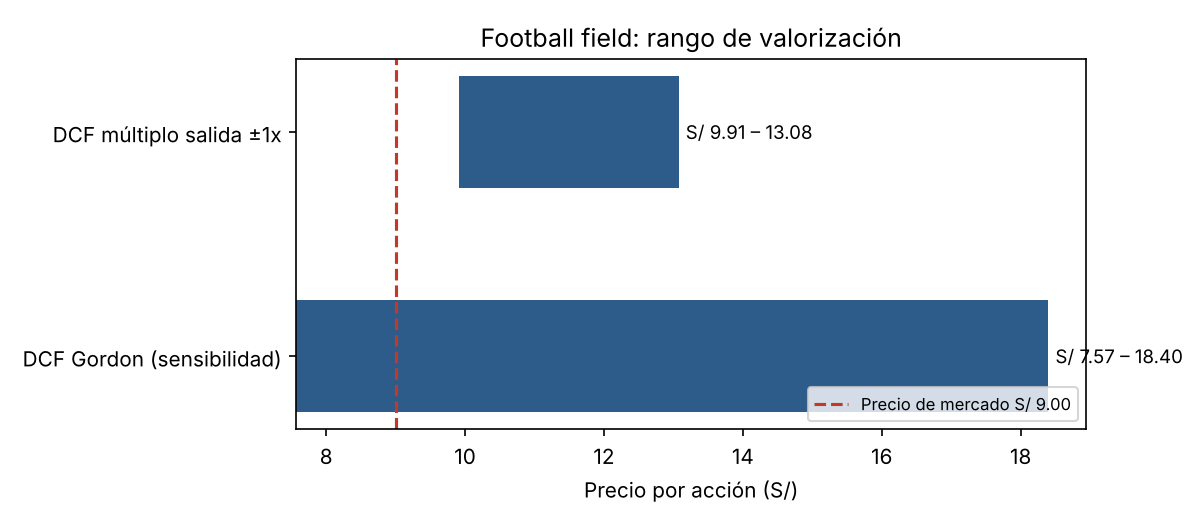 Football field: rango de valorización
DCF múltiplo salida ±1x
S/ 9.91 – 13.08
DCF Gordon (sensibilidad)
S/ 7.57 – 18.40
Precio de mercado S/ 9.00
8 10 12 14 16 18
Precio por acción (S/)